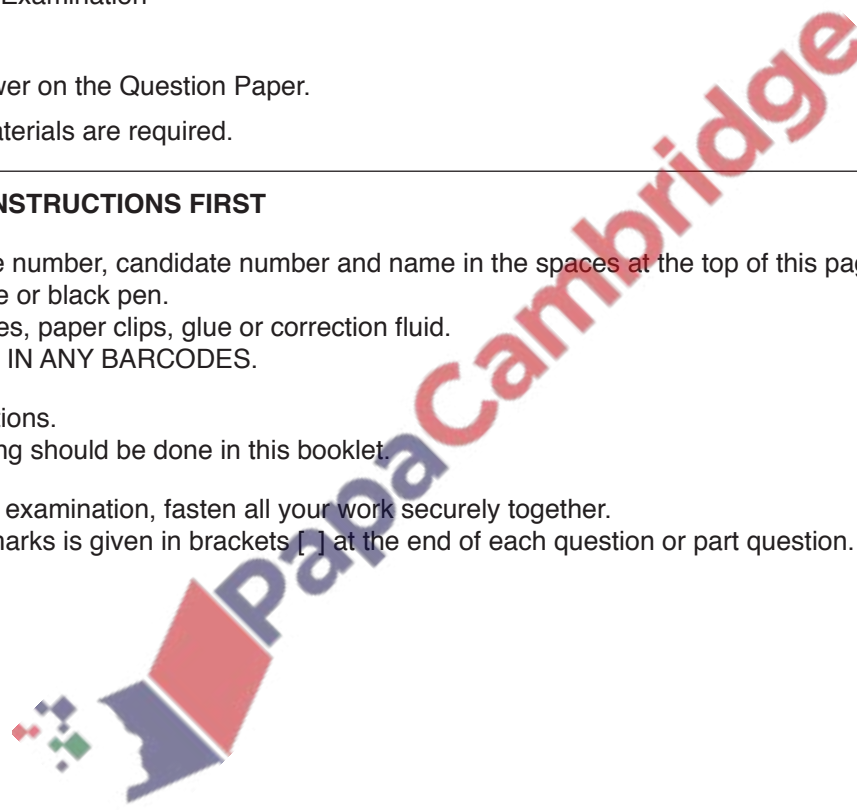 Examination
wer on the Question Paper.
aterials are required.
NSTRUCTIONS FIRST
e number, candidate number and name in the spaces at the top of this pag
e or black pen.
es, paper clips, glue or correction fluid.
IN ANY BARCODES.
tions.
ng should be done in this booklet.
examination, fasten all your work securely together.
marks is given in brackets [ ] at the end of each question or part question.
PapaCambridge